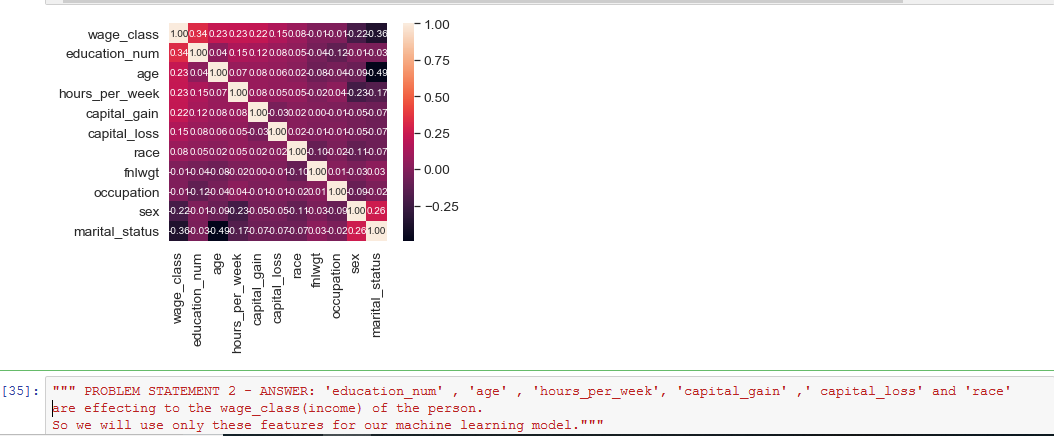 wage_class 1.00 0.34 0.23 0.23 0.22 0.15 0.08 -0.01 -0.01 -0.22 -0.36
education_num 0.34 1.00 0.04 0.15 0.12 0.08 0.05 -0.04 -0.12 -0.01 -0.03
age 0.23 0.04 1.00 0.07 0.08 0.06 0.02 -0.08 -0.04 -0.09 -0.49
hours_per_week 0.23 0.15 0.07 1.00 0.08 0.05 0.05 -0.02 0.04 -0.23 -0.17
capital_gain 0.22 0.12 0.08 0.08 1.00 -0.03 0.02 0.00 -0.01 -0.05 -0.07
capital_loss 0.15 0.08 0.06 0.05 -0.03 1.00 0.02 -0.01 -0.01 -0.05 -0.07
race 0.08 0.05 0.02 0.05 0.02 0.02 1.00 -0.10 -0.02 -0.11 -0.07
fnlwgt -0.01 -0.04 -0.08 -0.02 0.00 -0.01 -0.10 1.00 0.01 -0.03 0.03
occupation -0.01 -0.12 -0.04 0.04 -0.01 -0.01 -0.02 0.01 1.00 -0.09 -0.02
sex -0.22 -0.01 -0.09 -0.23 -0.05 -0.05 -0.11 -0.03 -0.09 1.00 0.26
marital_status -0.36 -0.03 -0.49 -0.17 -0.07 -0.07 -0.07 0.03 -0.02 0.26 1.00
wage_class
education_num
age
hours_per_week
capital_gain
capital_loss
race
fnlwgt
occupation
sex
marital_status
1.00
0.75
0.50
0.25
0.00
−0.25
[35]: """ PROBLEM STATEMENT 2 - ANSWER: 'education_num' , 'age' , 'hours_per_week', 'capital_gain' ,' capital_loss' and 'race'
are effecting to the wage_class(income) of the person.
So we will use only these features for our machine learning model."""